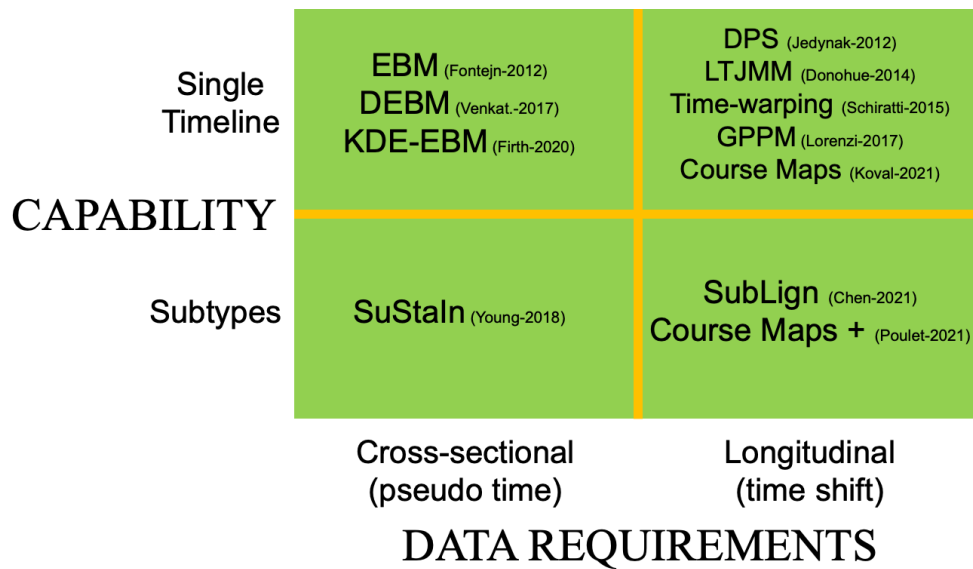 Single
Timeline
CAPABILITY
Subtypes
EBM (Fontejn-2012)
DEBM (Venkat.-2017)
KDE-EBM (Firth-2020)
DPS (Jedynak-2012)
LTJMM (Donohue-2014)
Time-warping (Schiratti-2015)
GPPM (Lorenzi-2017)
Course Maps (Koval-2021)
SuStaIn (Young-2018)
SubLign (Chen-2021)
Course Maps + (Poulet-2021)
Cross-sectional
(pseudo time)
Longitudinal
(time shift)
DATA REQUIREMENTS